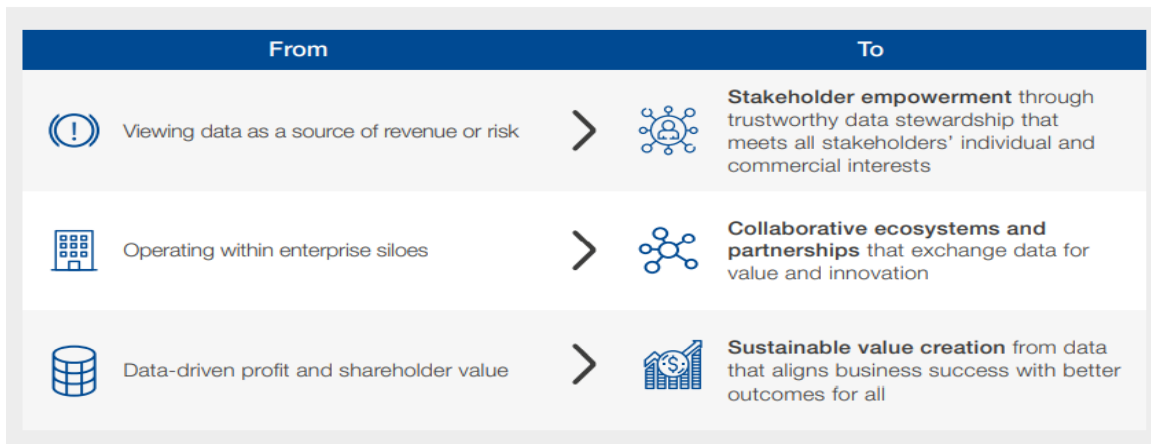 From
To
Viewing data as a source of revenue or risk
Stakeholder empowerment through
trustworthy data stewardship that
meets all stakeholders’ individual and
commercial interests
Operating within enterprise siloes
Collaborative ecosystems and
partnerships that exchange data for
value and innovation
Data-driven profit and shareholder value
Sustainable value creation from data
that aligns business success with better
outcomes for all